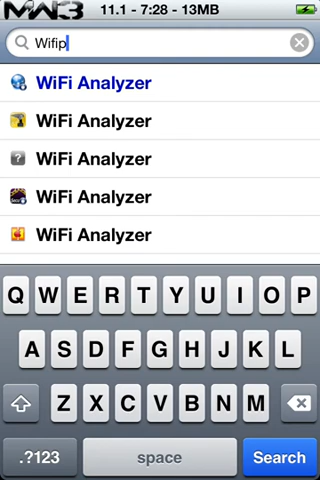 MW3 11.1 - 7:28 - 13MB
Wifip
WiFi Analyzer
WiFi Analyzer
? WiFi Analyzer
WiFi Analyzer
WiFi Analyzer
Q W E R T Y U I O P
A S D F G H J K L
Z X C V B N M
.?123 space Search